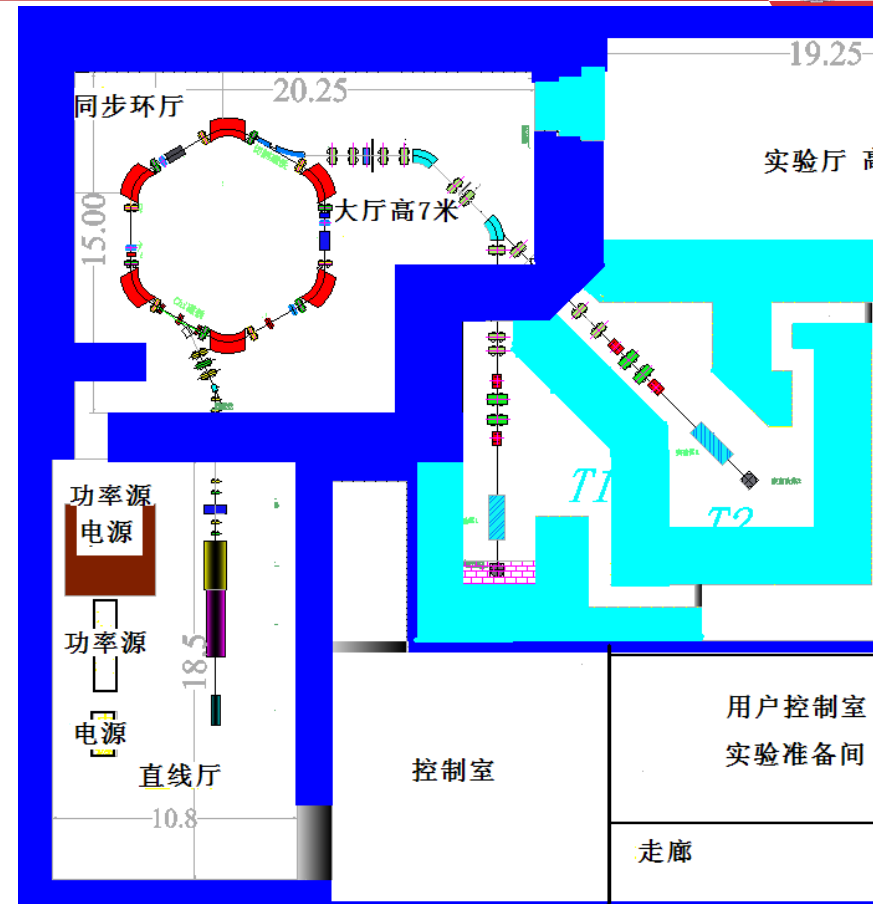 19.25
20.25
同步环厅
实验厅 高
大厅高7米
15.00
T1
T2
功率源
电源
功率源
18.5
电源
直线厅
10.8
控制室
用户控制室
实验准备间
走廊